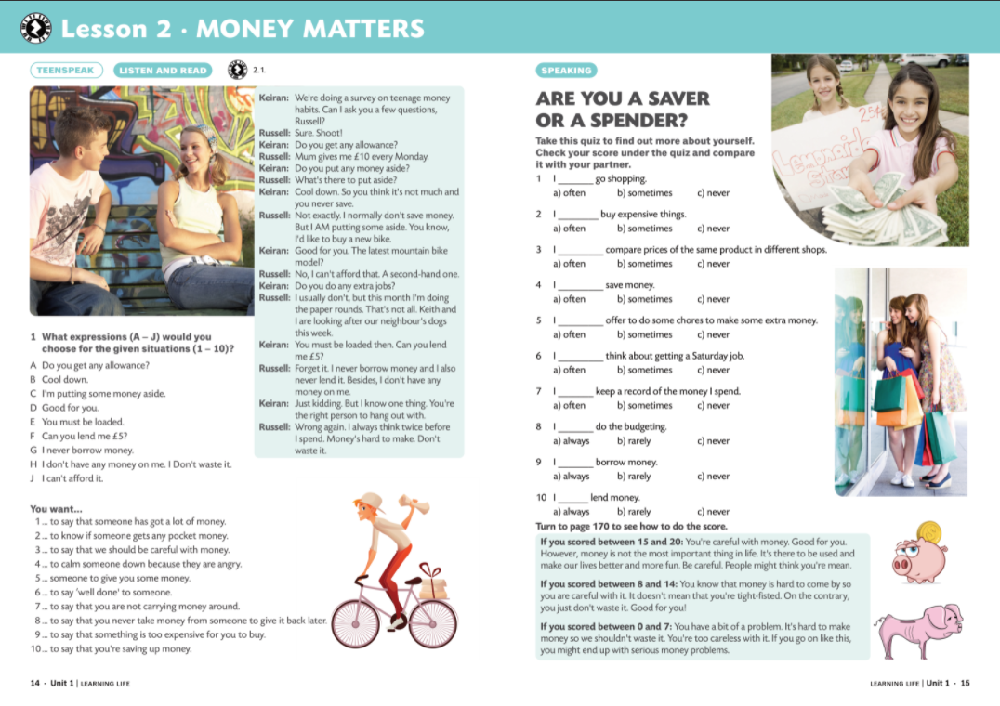 Lesson 2 · MONEY MATTERS
TEENSPEAK
LISTEN AND READ
2.1.
Keiran: We're doing a survey on teenage money
habits. Can I ask you a few questions,
Russell?
Russell: Sure. Shoot!
Keiran: Do you get any allowance?
Russell: Mum gives me £10 every Monday.
Keiran: Do you put any money aside?
Russell: What's there to put aside?
Keiran: Cool down. So you think it's not much and
you never save.
Russell: Not exactly. I normally don't save money.
But I AM putting some aside. You know,
I'd like to buy a new bike.
Keiran: Good for you. The latest mountain bike
model?
Russell: No, I can't afford that. A second-hand one.
Keiran: Do you do any extra jobs?
Russell: I usually don't, but this month I'm doing
the paper rounds. That's not all. Keith and
I are looking after our neighbour's dogs
this week.
Keiran: You must be loaded then. Can you lend
me £5?
Russell: Forget it. I never borrow money and I also
never lend it. Besides, I don't have any
money on me.
Keiran: Just kidding. But I know one thing. You're
the right person to hang out with.
Russell: Wrong again. I always think twice before
I spend. Money's hard to make. Don't
waste it.
1 What expressions (A – J) would you
choose for the given situations (1 – 10)?
A Do you get any allowance?
B Cool down.
C I'm putting some money aside.
D Good for you.
E You must be loaded.
F Can you lend me £5?
G I never borrow money.
H I don't have any money on me. I Don't waste it.
J I can't afford it.
You want...
1 ... to say that someone has got a lot of money.
2 ... to know if someone gets any pocket money.
3 ... to say that we should be careful with money.
4 ... to calm someone down because they are angry.
5 ... someone to give you some money.
6 ... to say 'well done' to someone.
7 ... to say that you are not carrying money around.
8 ... to say that you never take money from someone to give it back later.
9 ... to say that something is too expensive for you to buy.
10 ... to say that you're saving up money.
14 · Unit 1 | LEARNING LIFE
SPEAKING
ARE YOU A SAVER
OR A SPENDER?
Take this quiz to find out more about yourself.
Check your score under the quiz and compare
it with your partner.
1 I_______ go shopping.
a) often b) sometimes c) never
2 I_______ buy expensive things.
a) often b) sometimes c) never
3 I_______ compare prices of the same product in different shops.
a) often b) sometimes c) never
4 I_______ save money.
a) often b) sometimes c) never
5 I_______ offer to do some chores to make some extra money.
a) often b) sometimes c) never
6 I_______ think about getting a Saturday job.
a) often b) sometimes c) never
7 I_______ keep a record of the money I spend.
a) often b) sometimes c) never
8 I_______ do the budgeting.
a) always b) rarely c) never
9 I_______ borrow money.
a) always b) rarely c) never
10 I______ lend money.
a) always b) rarely c) never
Turn to page 170 to see how to do the score.
If you scored between 15 and 20: You're careful with money. Good for you.
However, money is not the most important thing in life. It's there to be used and
make our lives better and more fun. Be careful. People might think you're mean.
If you scored between 8 and 14: You know that money is hard to come by so
you are careful with it. It doesn't mean that you're tight-fisted. On the contrary,
you just don't waste it. Good for you!
If you scored between 0 and 7: You have a bit of a problem. It's hard to make
money so we shouldn't waste it. You're too careless with it. If you go on like this,
you might end up with serious money problems.
25¢
LEARNING LIFE | Unit 1 · 15